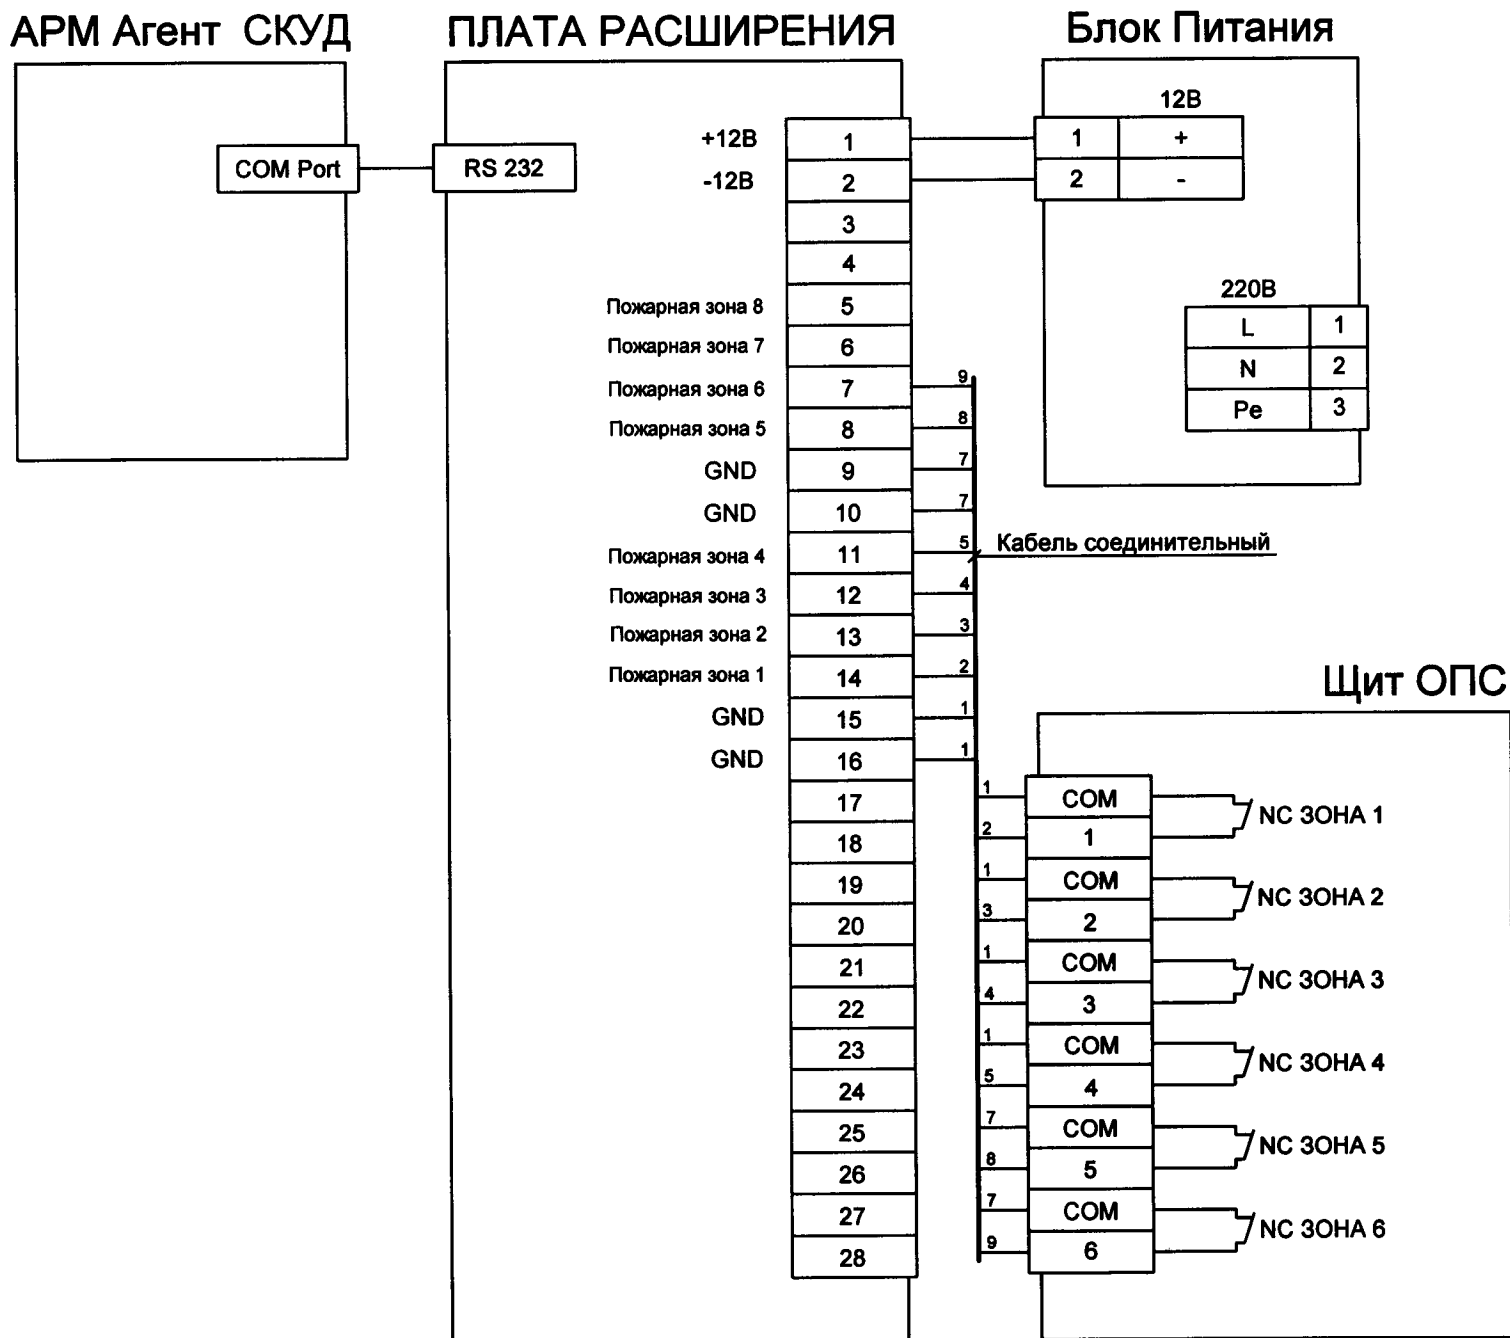 АРМ Агент СКУД
ПЛАТА РАСШИРЕНИЯ
Блок Питания
COM Port
RS 232
+12В 1
-12В 2
3
4
Пожарная зона 8 5
Пожарная зона 7 6
Пожарная зона 6 7 9
Пожарная зона 5 8 8
GND 9 7
GND 10 7
Пожарная зона 4 11 5
Пожарная зона 3 12 4
Пожарная зона 2 13 3
Пожарная зона 1 14 2
GND 15 1
GND 16 1
17
18
19
20
21
22
23
24
25
26
27
28
12В
1 +
2 -
220В
L 1
N 2
Pe 3
Кабель соединительный
Щит ОПС
1 COM
2 1
NC ЗОНА 1
1 COM
3 2
NC ЗОНА 2
1 COM
4 3
NC ЗОНА 3
1 COM
5 4
NC ЗОНА 4
7 COM
8 5
NC ЗОНА 5
7 COM
9 6
NC ЗОНА 6